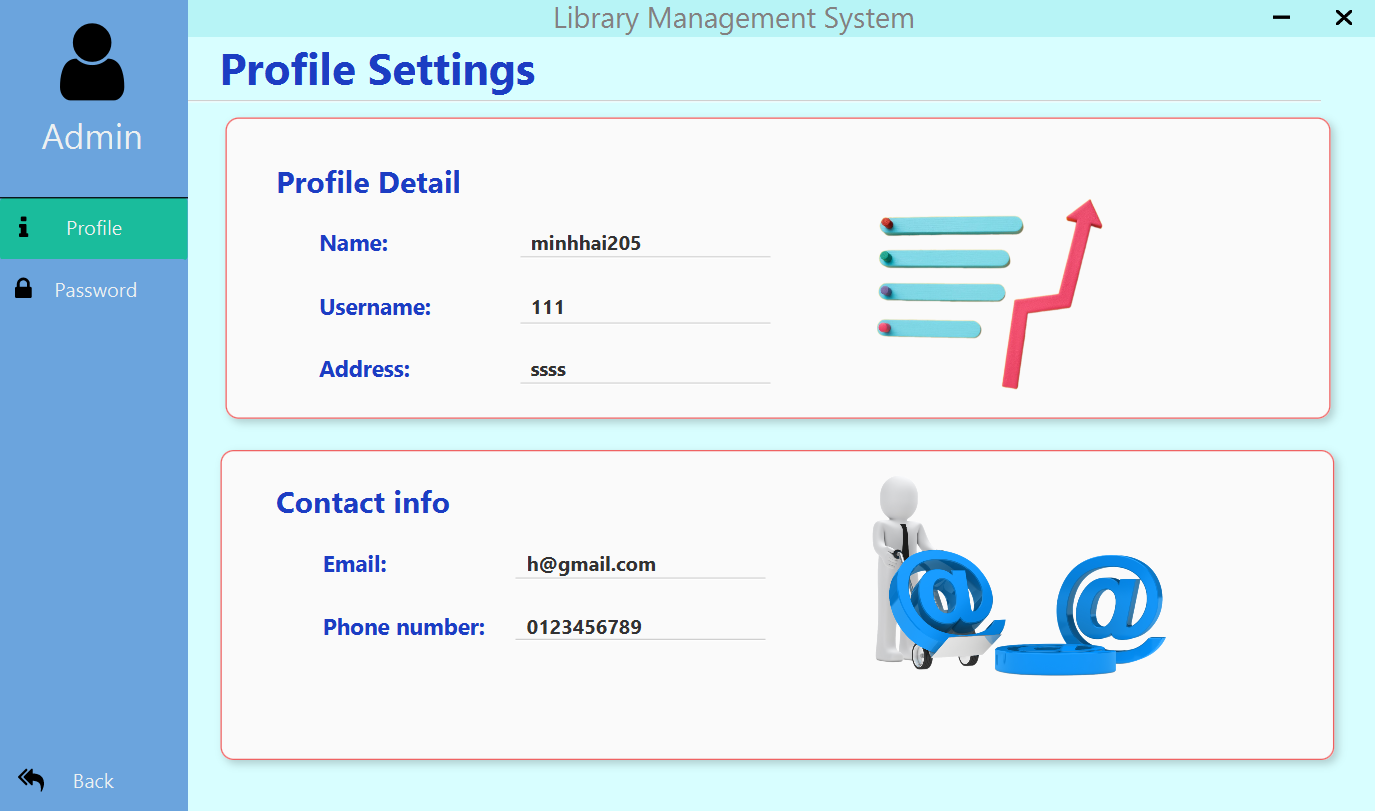 Library Management System
Admin
Profile
Password
Back
Profile Settings
Profile Detail
Name: minhhai205
Username: 111
Address: ssss
Contact info
Email: h@gmail.com
Phone number: 0123456789
@ @